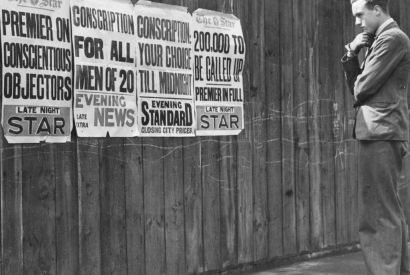 The Star
PREMIER ON
CONSCIENTIOUS
OBJECTORS
LATE NIGHT
STAR
CONSCRIPTION
FOR ALL
MEN OF 20
EVENING
LATE EXTRA NEWS
CONSCRIPTION,
YOUR CHOICE
TILL MIDNIGHT
EVENING
STANDARD
CLOSING CITY PRICES
The Star
200,000 TO
BE CALLED UP
PREMIER IN FULL
LATE NIGHT
STAR